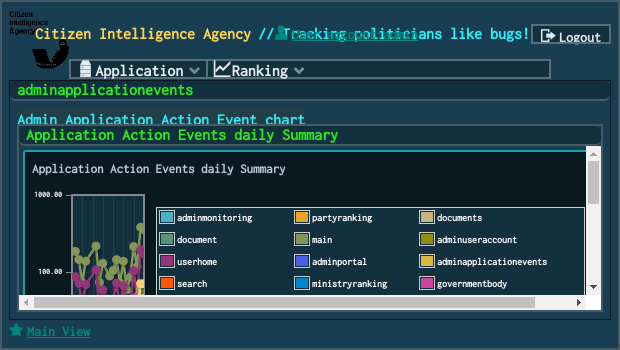 Citizen
Intelligence
Agency
Citizen Intelligence Agency // Tracking politicians like bugs!
Logout
Application
Ranking
adminapplicationevents
Admin Application Action Event chart
Application Action Events daily Summary
Application Action Events daily Summary
1000.00
100.00
adminmonitoring partyranking documents
document main adminuseraccount
userhome adminportal adminapplicationevents
search ministryranking governmentbody
Main View